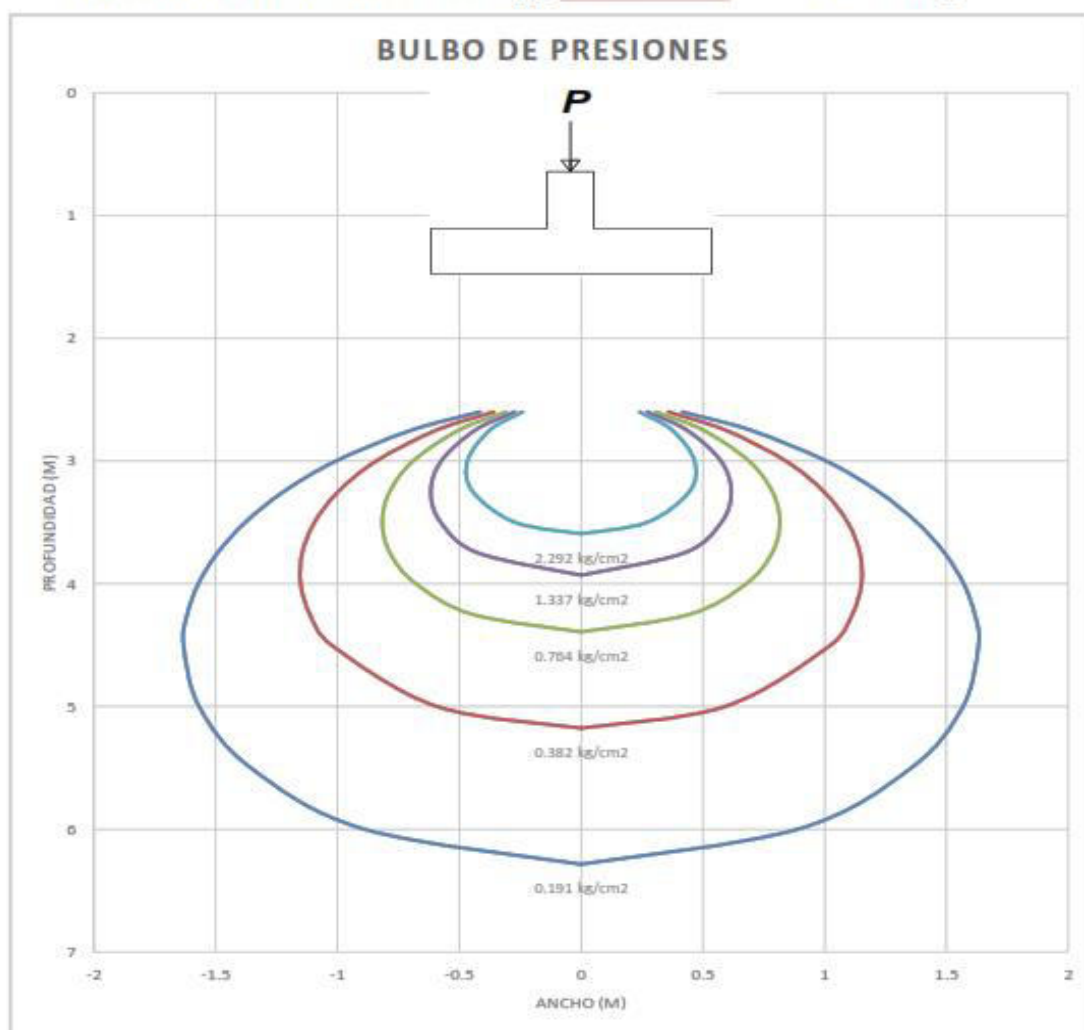 BULBO DE PRESIONES
P
0
1
2
3
4
5
6
7
PROFUNDIDAD (M)
2.292 kg/cm2
1.337 kg/cm2
0.764 kg/cm2
0.382 kg/cm2
0.191 kg/cm2
-2 -1.5 -1 -0.5 0 0.5 1 1.5 2
ANCHO (M)